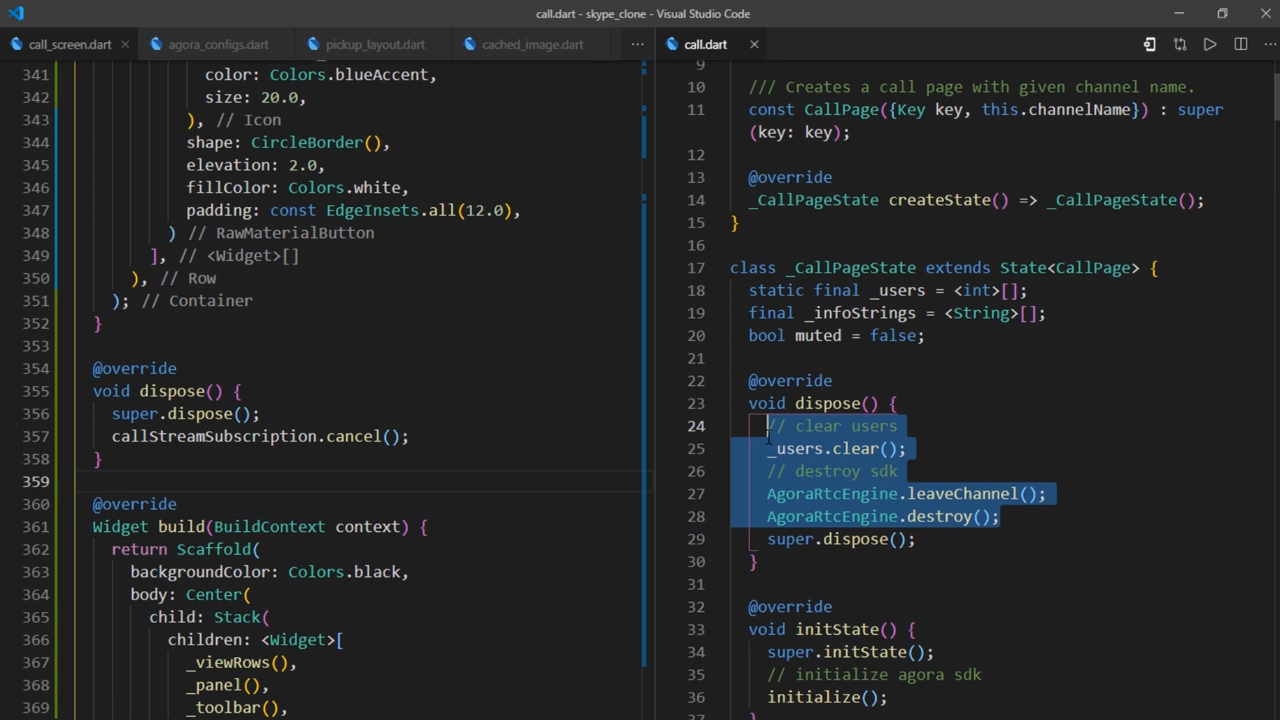 call.dart - skype_clone - Visual Studio Code
call_screen.dart
agora_configs.dart
pickup_layout.dart
cached_image.dart
call.dart
341 color: Colors.blueAccent,
342 size: 20.0,
343 ), // Icon
344 shape: CircleBorder(),
345 elevation: 2.0,
346 fillColor: Colors.white,
347 padding: const EdgeInsets.all(12.0),
348 ) // RawMaterialButton
349 ], // <Widget>[]
350 ), // Row
351 ); // Container
352 }
353
354 @override
355 void dispose() {
356 super.dispose();
357 callStreamSubscription.cancel();
358 }
359
360 @override
361 Widget build(BuildContext context) {
362 return Scaffold(
363 backgroundColor: Colors.black,
364 body: Center(
365 child: Stack(
366 children: <Widget>[
367 _viewRows(),
368 _panel(),
369 _toolbar(),
9
10 /// Creates a call page with given channel name.
11 const CallPage({Key key, this.channelName}) : super
(key: key);
12
13 @override
14 _CallPageState createState() => _CallPageState();
15 }
16
17 class _CallPageState extends State<CallPage> {
18 static final _users = <int>[];
19 final _infoStrings = <String>[];
20 bool muted = false;
21
22 @override
23 void dispose() {
24 // clear users
25 _users.clear();
26 // destroy sdk
27 AgoraRtcEngine.leaveChannel();
28 AgoraRtcEngine.destroy();
29 super.dispose();
30 }
31
32 @override
33 void initState() {
34 super.initState();
35 // initialize agora sdk
36 initialize();
37 }